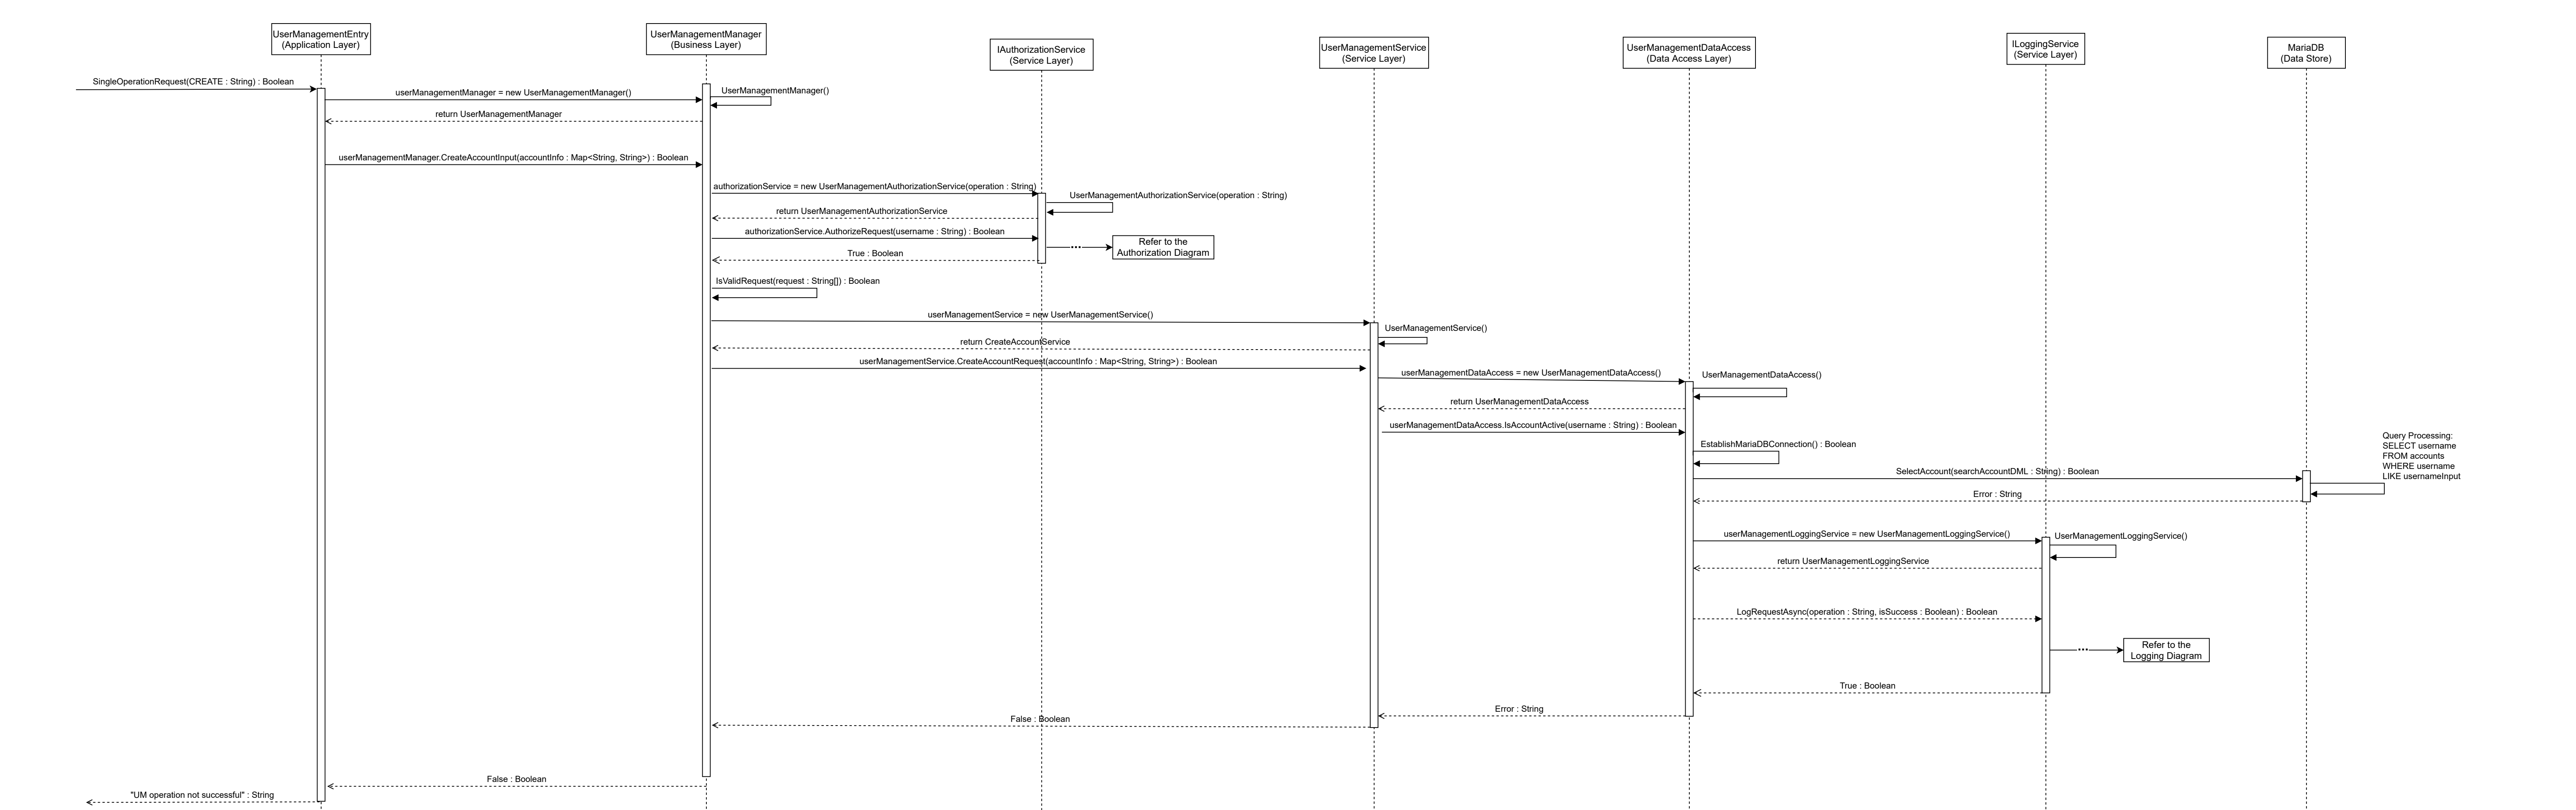 UserManagementEntry
(Application Layer)
UserManagementManager
(Business Layer)
IAuthorizationService
(Service Layer)
UserManagementService
(Service Layer)
UserManagementDataAccess
(Data Access Layer)
ILoggingService
(Service Layer)
MariaDB
(Data Store)
SingleOperationRequest(CREATE : String) : Boolean
userManagementManager = new UserManagementManager()
UserManagementManager()
return UserManagementManager
userManagementManager.CreateAccountInput(accountInfo : Map<String, String>) : Boolean
authorizationService = new UserManagementAuthorizationService(operation : String)
UserManagementAuthorizationService(operation : String)
return UserManagementAuthorizationService
authorizationService.AuthorizeRequest(username : String) : Boolean
Refer to the
Authorization Diagram
True : Boolean
IsValidRequest(request : String[]) : Boolean
userManagementService = new UserManagementService()
UserManagementService()
return CreateAccountService
userManagementService.CreateAccountRequest(accountInfo : Map<String, String>) : Boolean
userManagementDataAccess = new UserManagementDataAccess()
UserManagementDataAccess()
return UserManagementDataAccess
userManagementDataAccess.IsAccountActive(username : String) : Boolean
EstablishMariaDBConnection() : Boolean
Query Processing:
SELECT username
FROM accounts
WHERE username
LIKE usernameInput
SelectAccount(searchAccountDML : String) : Boolean
Error : String
userManagementLoggingService = new UserManagementLoggingService()
UserManagementLoggingService()
return UserManagementLoggingService
LogRequestAsync(operation : String, isSuccess : Boolean) : Boolean
Refer to the
Logging Diagram
True : Boolean
Error : String
False : Boolean
False : Boolean
"UM operation not successful" : String